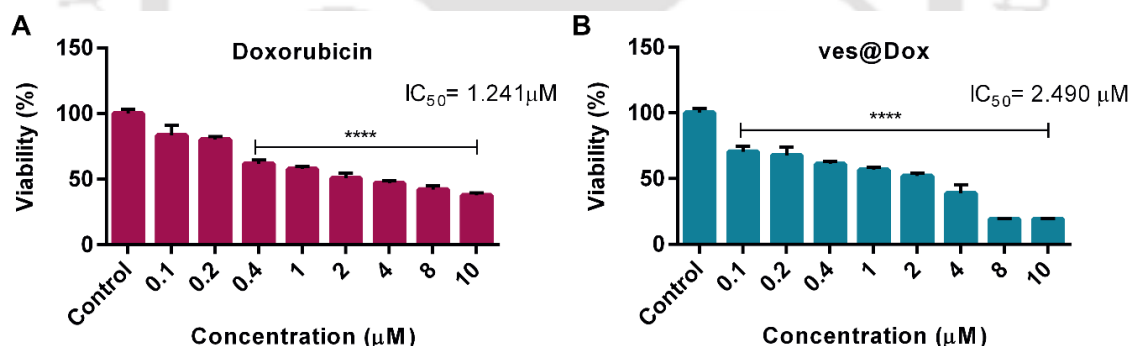 A
Doxorubicin
IC50= 1.241μM
****
Viability (%)
150
100
50
0
Control
0.1
0.2
0.4
1
2
4
8
10
Concentration (μM)
B
ves@Dox
IC50= 2.490 μM
****
Viability (%)
150
100
50
0
Control
0.1
0.2
0.4
1
2
4
8
10
Concentration (μM)